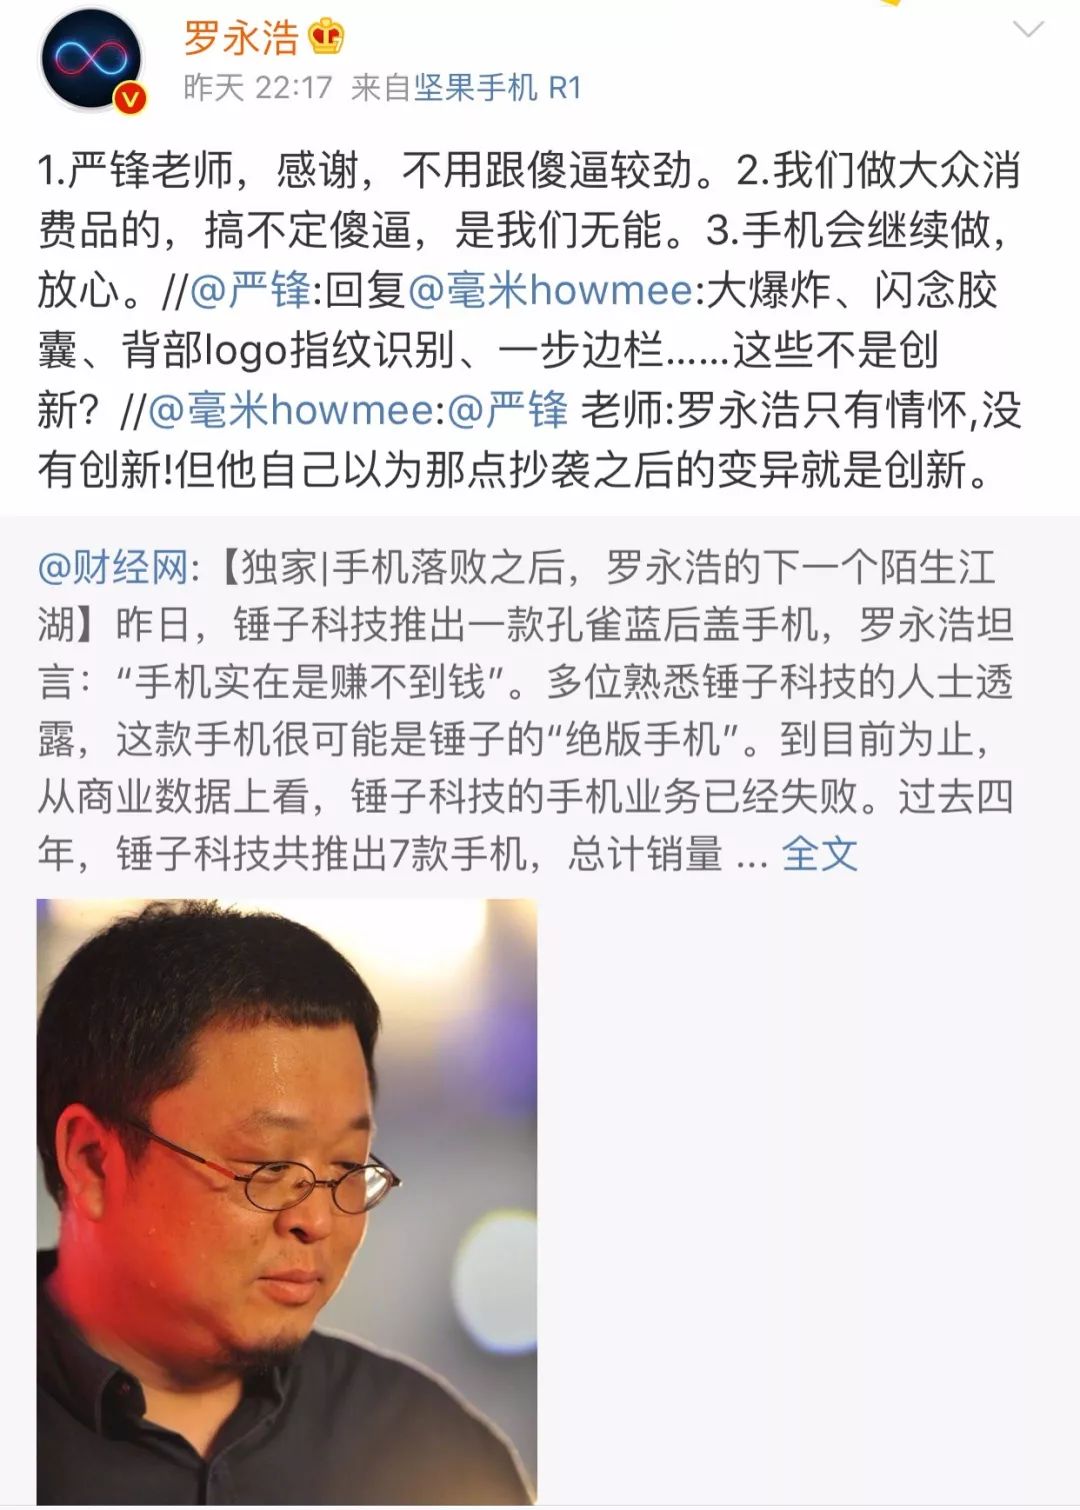 罗永浩
昨天 22:17 来自坚果手机 R1
1.严锋老师，感谢，不用跟傻逼较劲。2.我们做大众消
费品的，搞不定傻逼，是我们无能。3.手机会继续做，
放心。//@严锋:回复@毫米howmee:大爆炸、闪念胶
囊、背部logo指纹识别、一步边栏……这些不是创
新？//@毫米howmee:@严锋 老师:罗永浩只有情怀,没
有创新!但他自己以为那点抄袭之后的变异就是创新。
@财经网:【独家|手机落败之后，罗永浩的下一个陌生江
湖】昨日，锤子科技推出一款孔雀蓝后盖手机，罗永浩坦
言：“手机实在是赚不到钱”。多位熟悉锤子科技的人士透
露，这款手机很可能是锤子的“绝版手机”。到目前为止，
从商业数据上看，锤子科技的手机业务已经失败。过去四
年，锤子科技共推出7款手机，总计销量 ... 全文